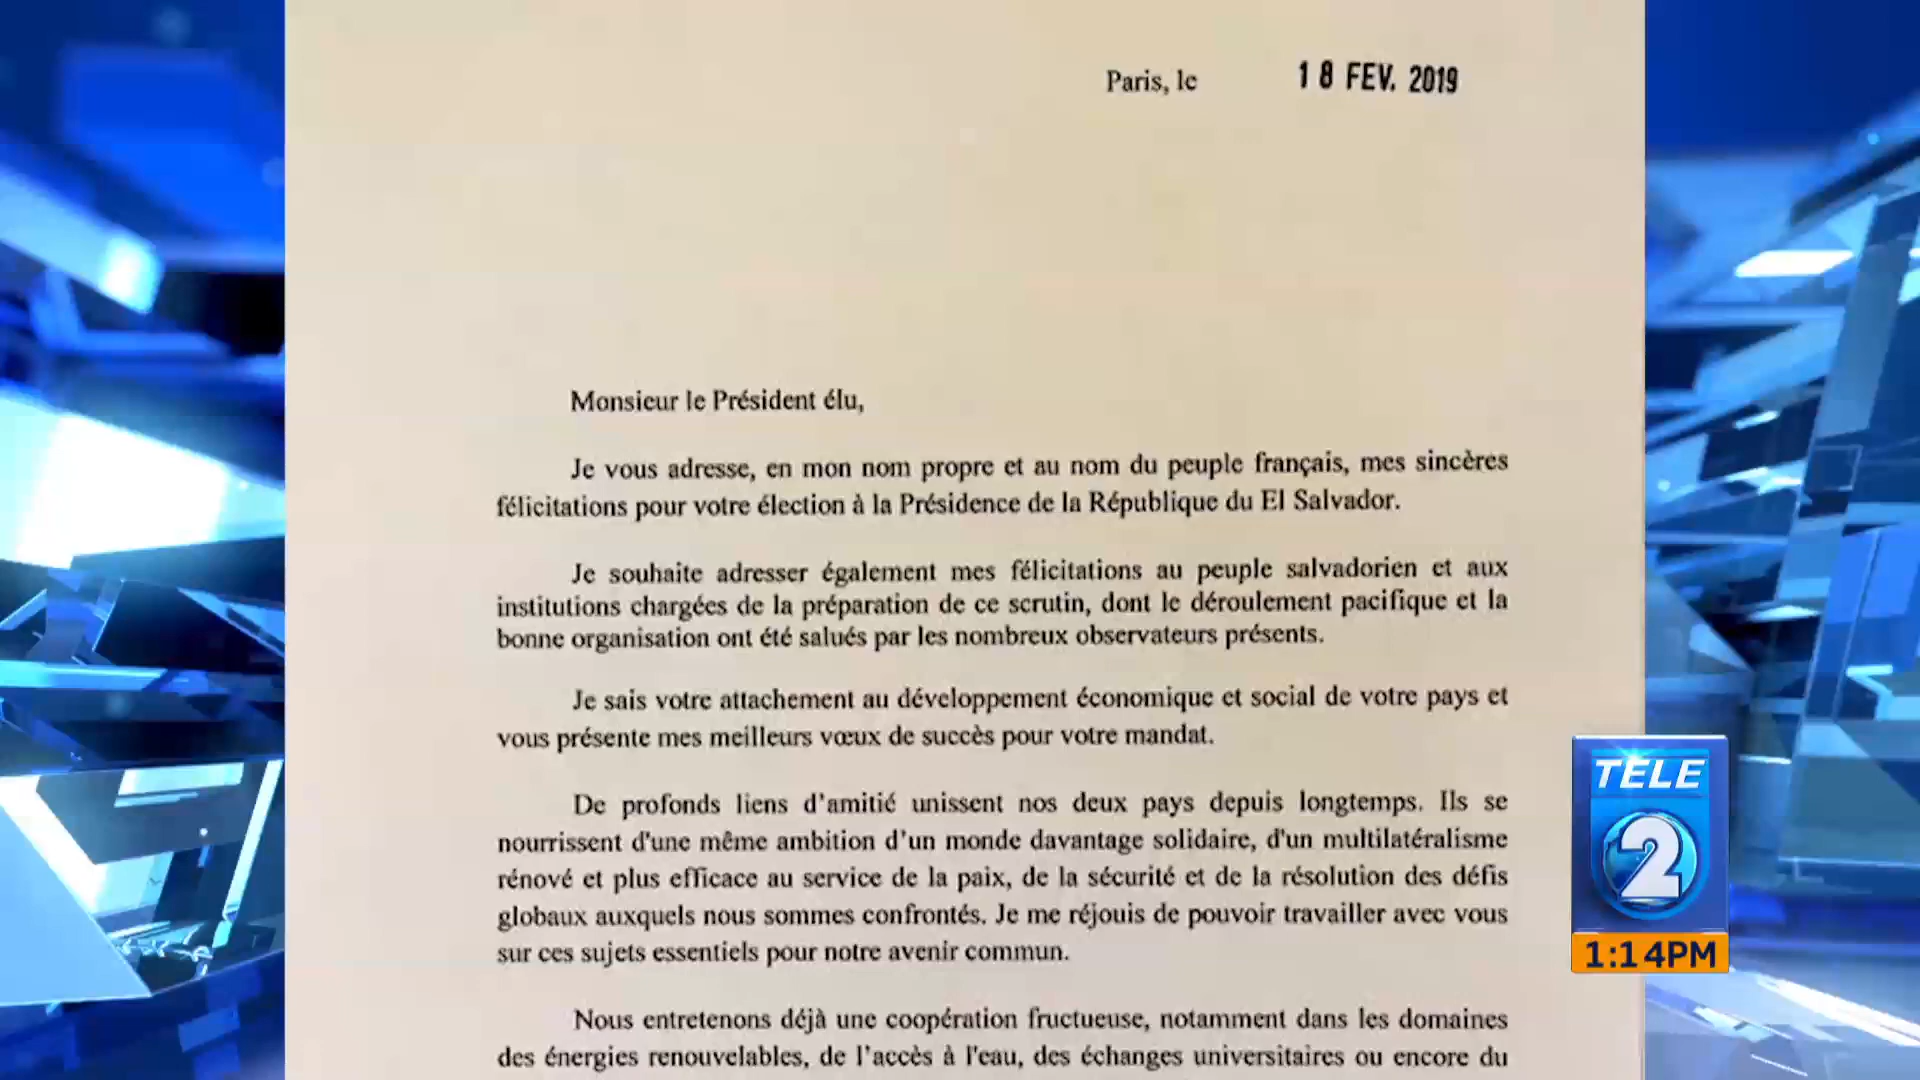 Paris, le 18 FEV. 2019
Monsieur le Président élu,
Je vous adresse, en mon nom propre et au nom du peuple français, mes sincères
félicitations pour votre élection à la Présidence de la République du El Salvador.
Je souhaite adresser également mes félicitations au peuple salvadorien et aux
institutions chargées de la préparation de ce scrutin, dont le déroulement pacifique et la
bonne organisation ont été salués par les nombreux observateurs présents.
Je sais votre attachement au développement économique et social de votre pays et
vous présente mes meilleurs vœux de succès pour votre mandat.
De profonds liens d'amitié unissent nos deux pays depuis longtemps. Ils se
nourrissent d'une même ambition d'un monde davantage solidaire, d'un multilatéralisme
rénové et plus efficace au service de la paix, de la sécurité et de la résolution des défis
globaux auxquels nous sommes confrontés. Je me réjouis de pouvoir travailler avec vous
sur ces sujets essentiels pour notre avenir commun.
Nous entretenons déjà une coopération fructueuse, notamment dans les domaines
des énergies renouvelables, de l'accès à l'eau, des échanges universitaires ou encore du
TELE
2
1:14PM